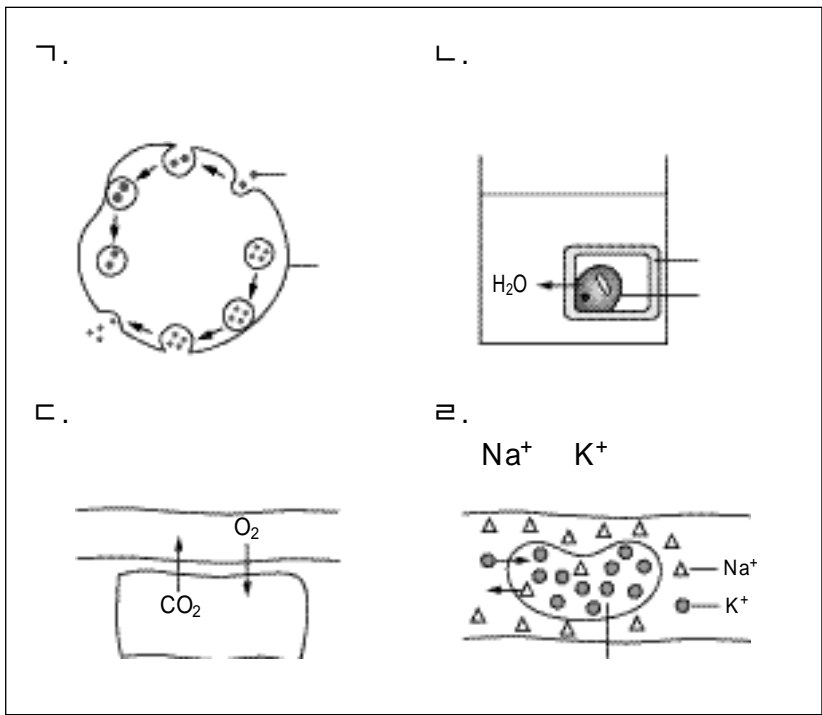 ㄱ.
ㄴ.
H₂O
ㄷ.
ㄹ.
Na⁺ K⁺
O₂
CO₂
Na⁺
K⁺